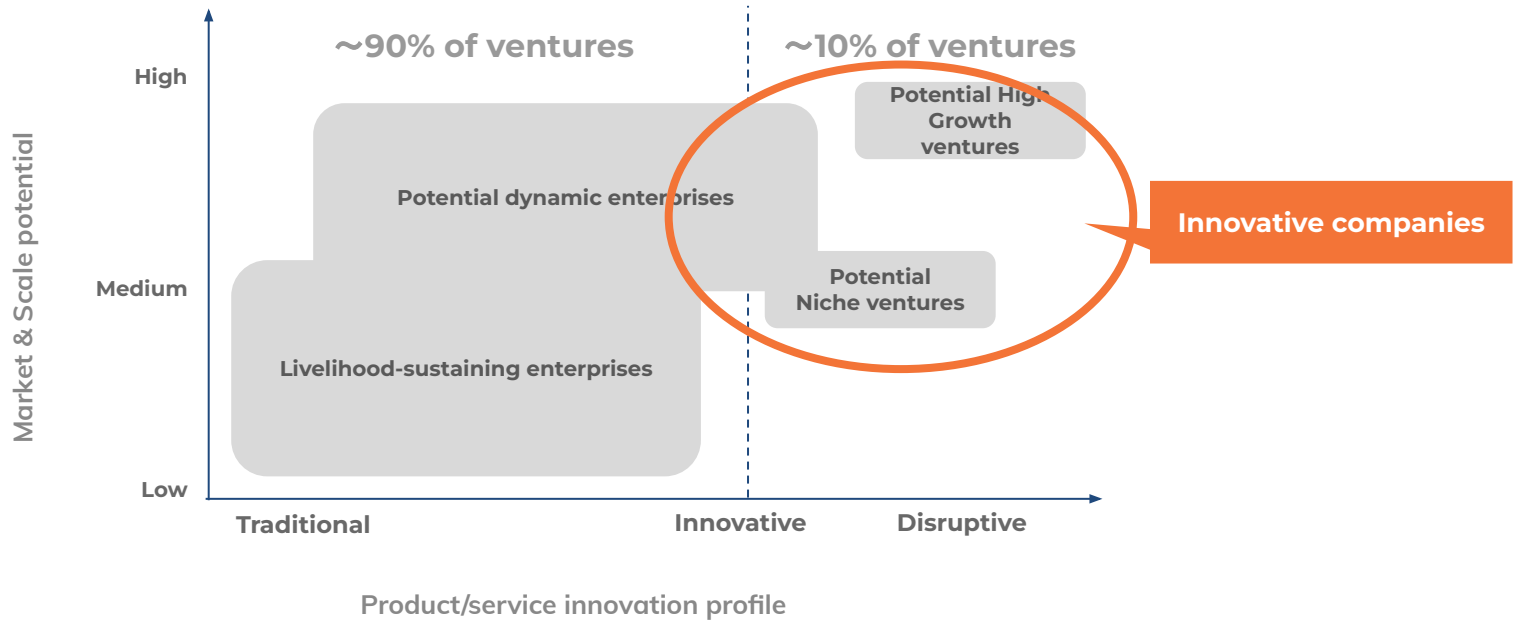 ~90% of ventures
~10% of ventures
High
Potential High
Growth
ventures
Market & Scale potential
Potential dynamic enterprises
Innovative companies
Medium
Potential
Niche ventures
Livelihood-sustaining enterprises
Low
Traditional
Innovative
Disruptive
Product/service innovation profile